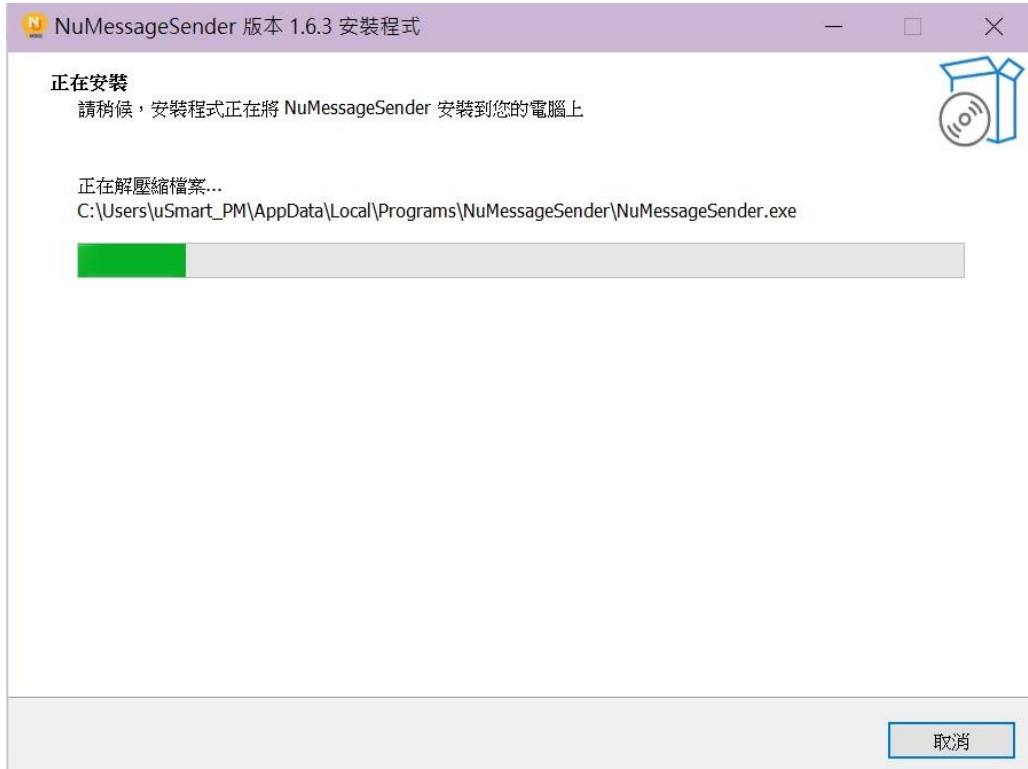 NuMessageSender 版本 1.6.3 安裝程式
正在安裝
請稍候，安裝程式正在將 NuMessageSender 安裝到您的電腦上
正在解壓縮檔案...
C:\Users\uSmart_PM\AppData\Local\Programs\NuMessageSender\NuMessageSender.exe
取消